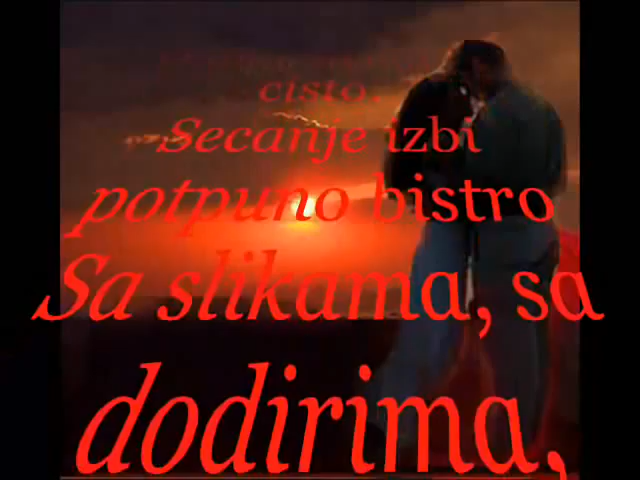 cisto.
Secanje izbi
potpuno bistro
Sa slikama, sa
dodirima,